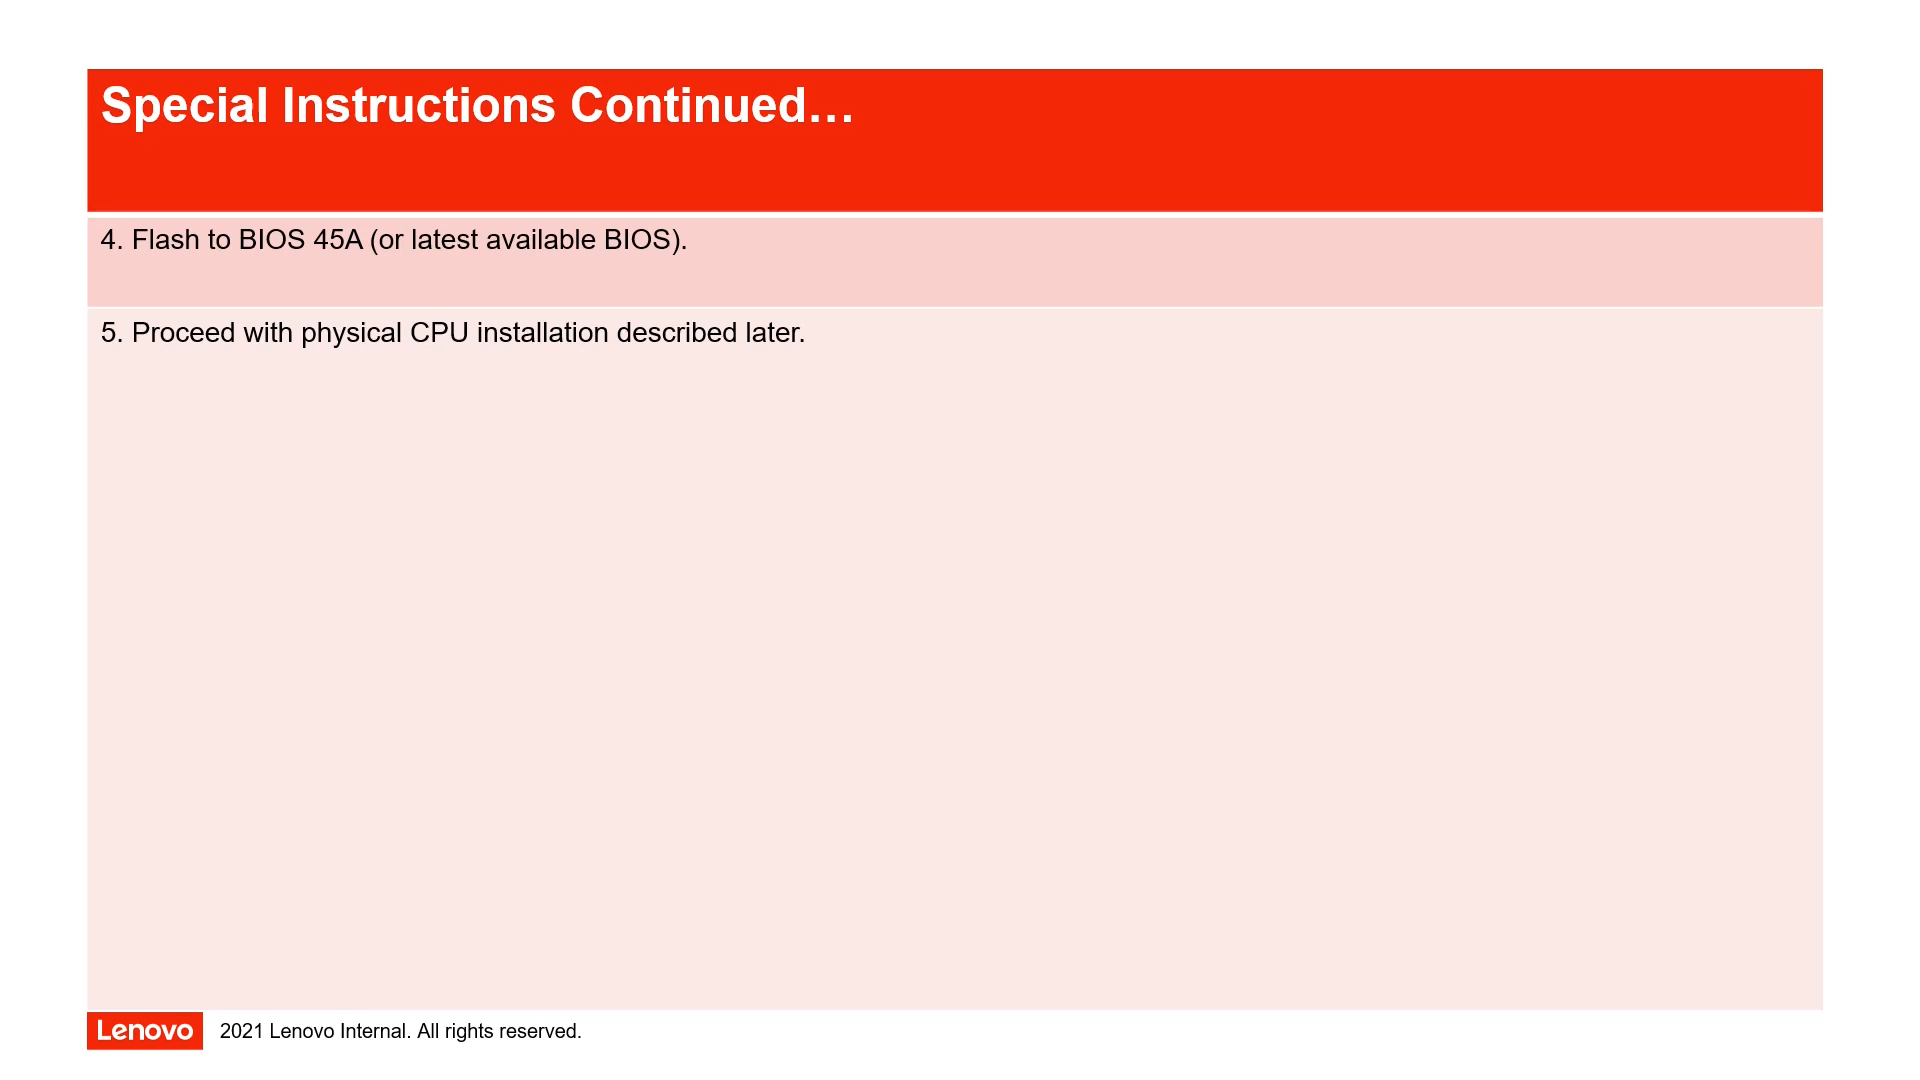 Special Instructions Continued…
4. Flash to BIOS 45A (or latest available BIOS).
5. Proceed with physical CPU installation described later.
Lenovo 2021 Lenovo Internal. All rights reserved.